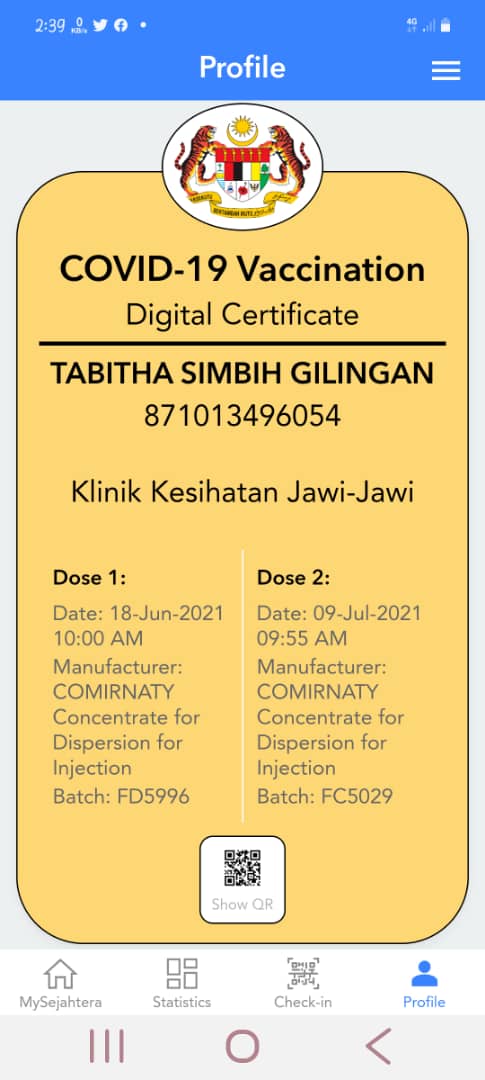 2:39
0
KB/s
4G
Profile
BERSEKUTU BERTAMBAH MUTU
COVID-19 Vaccination
Digital Certificate
TABITHA SIMBIH GILINGAN
871013496054
Klinik Kesihatan Jawi-Jawi
Dose 1:
Date: 18-Jun-2021
10:00 AM
Manufacturer:
COMIRNATY
Concentrate for
Dispersion for
Injection
Batch: FD5996
Dose 2:
Date: 09-Jul-2021
09:55 AM
Manufacturer:
COMIRNATY
Concentrate for
Dispersion for
Injection
Batch: FC5029
Show QR
MySejahtera
Statistics
Check-in
Profile